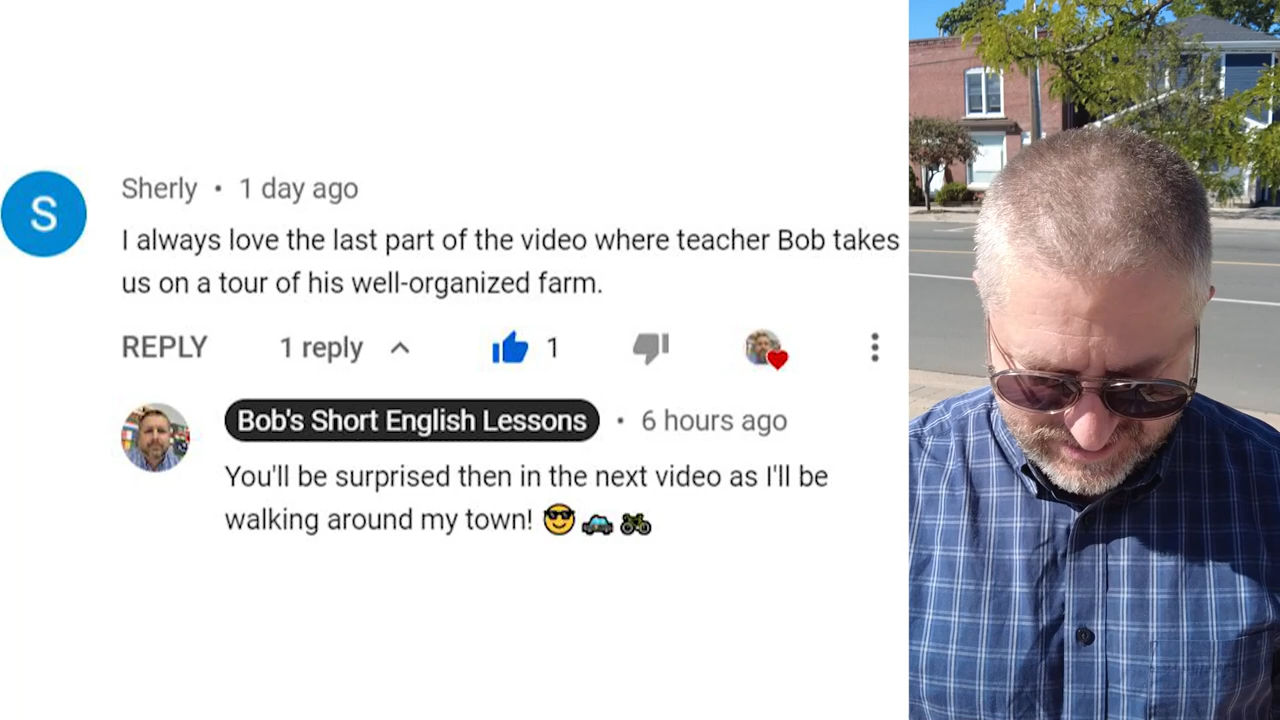 S
Sherly • 1 day ago
I always love the last part of the video where teacher Bob takes
us on a tour of his well-organized farm.
REPLY 1 reply 1
Bob's Short English Lessons • 6 hours ago
You'll be surprised then in the next video as I'll be
walking around my town! 😎🚓🏍